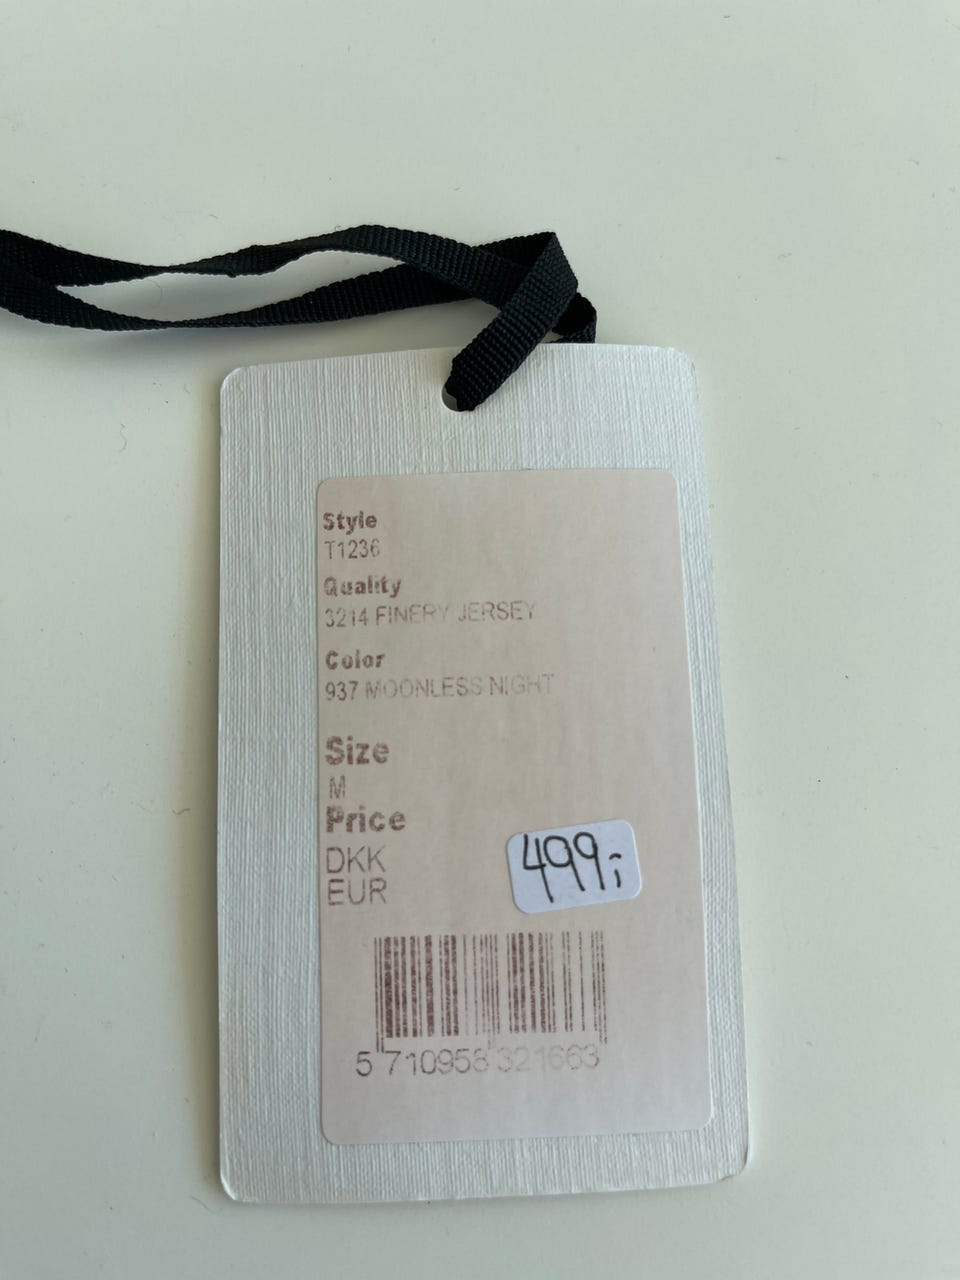 Style
T1236
Quality
3214 FINERY JERSEY
Color
937 MOONLESS NIGHT
Size
M
Price
DKK
EUR
499,-
5 710958 321663